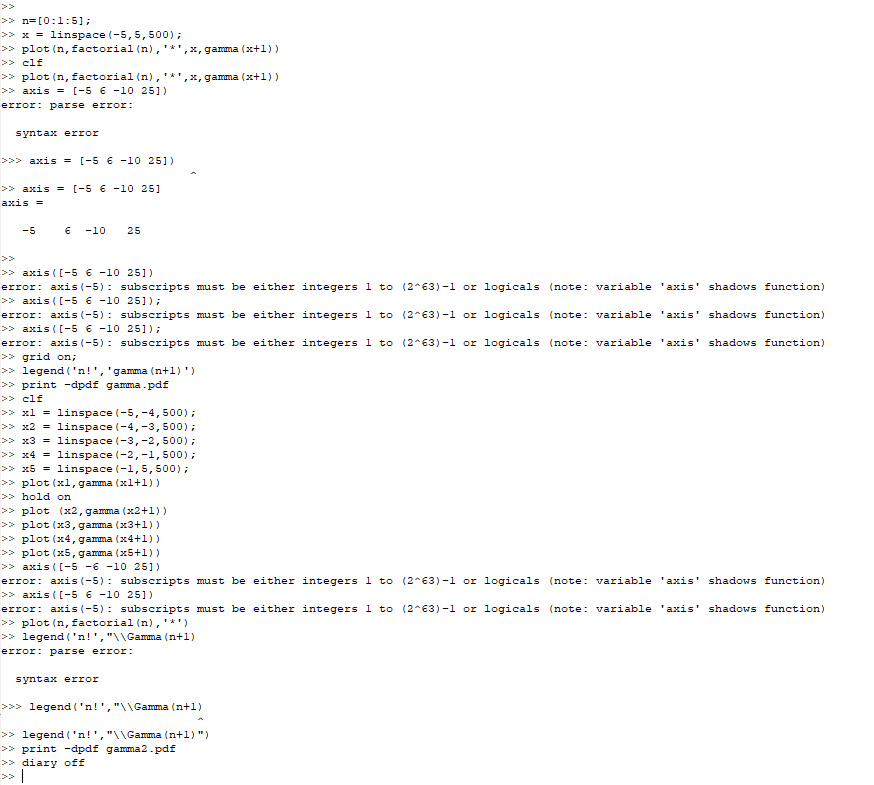 >>
>> n=[0:1:5];
>> x = linspace(-5,5,500);
>> plot(n,factorial(n),'*',x,gamma(x+1))
>> clf
>> plot(n,factorial(n),'*',x,gamma(x+1))
>> axis = [-5 6 -10 25])
error: parse error:

  syntax error

>>> axis = [-5 6 -10 25])
                        ^
>> axis = [-5 6 -10 25]
axis =

   -5    6  -10   25

>>
>> axis([-5 6 -10 25])
error: axis(-5): subscripts must be either integers 1 to (2^63)-1 or logicals (note: variable 'axis' shadows function)
>> axis([-5 6 -10 25]);
error: axis(-5): subscripts must be either integers 1 to (2^63)-1 or logicals (note: variable 'axis' shadows function)
>> axis([-5 6 -10 25]);
error: axis(-5): subscripts must be either integers 1 to (2^63)-1 or logicals (note: variable 'axis' shadows function)
>> grid on;
>> legend('n!','gamma(n+1)')
>> print -dpdf gamma.pdf
>> clf
>> x1 = linspace(-5,-4,500);
>> x2 = linspace(-4,-3,500);
>> x3 = linspace(-3,-2,500);
>> x4 = linspace(-2,-1,500);
>> x5 = linspace(-1,5,500);
>> plot(x1,gamma(x1+1))
>> hold on
>> plot (x2,gamma(x2+1))
>> plot(x3,gamma(x3+1))
>> plot(x4,gamma(x4+1))
>> plot(x5,gamma(x5+1))
>> axis([-5 -6 -10 25])
error: axis(-5): subscripts must be either integers 1 to (2^63)-1 or logicals (note: variable 'axis' shadows function)
>> axis([-5 6 -10 25])
error: axis(-5): subscripts must be either integers 1 to (2^63)-1 or logicals (note: variable 'axis' shadows function)
>> plot(n,factorial(n),'*')
>> legend('n!',"\\Gamma(n+1)
error: parse error:

  syntax error

>>> legend('n!',"\\Gamma(n+1)
                            ^
>> legend('n!',"\\Gamma(n+1)")
>> print -dpdf gamma2.pdf
>> diary off
>>